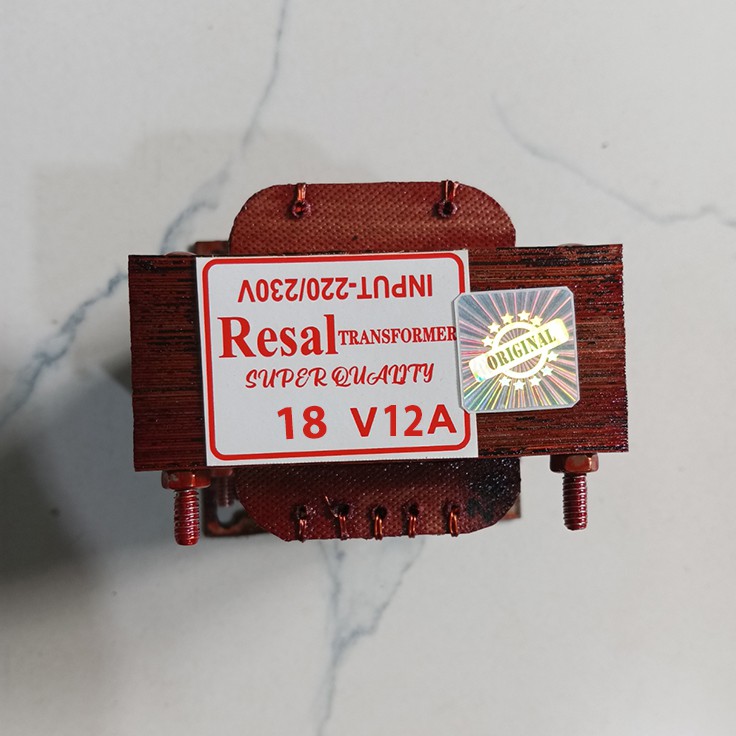 INPUT-220/230V
Resal TRANSFORMER
SUPER QUALITY
18 V12A
ORIGINAL